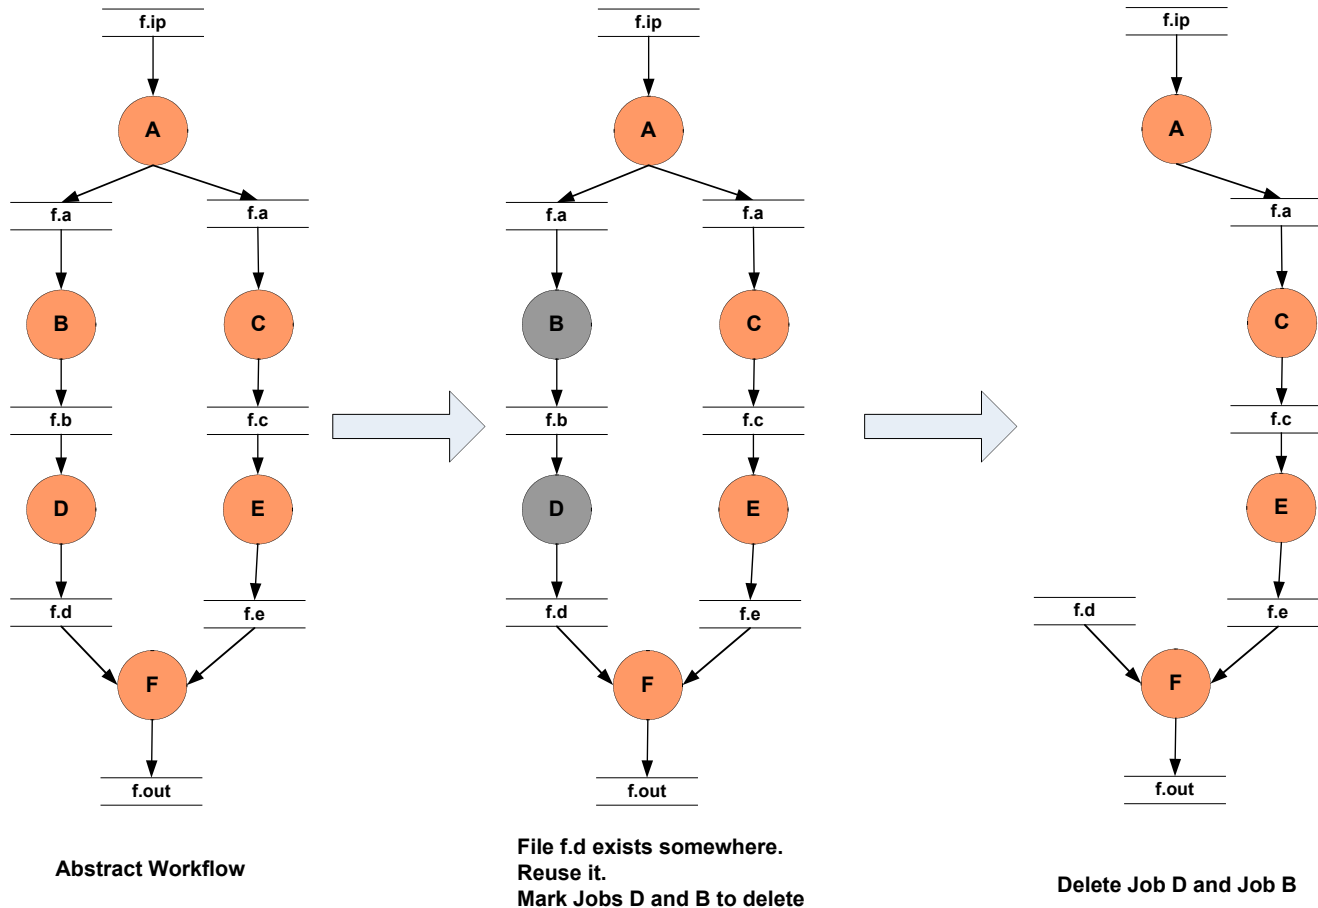 f.ip
A
f.a
f.a
B
C
f.b
f.c
D
E
f.d
f.e
F
f.out
Abstract Workflow
f.ip
A
f.a
f.a
B
C
f.b
f.c
D
E
f.d
f.e
F
f.out
File f.d exists somewhere.
Reuse it.
Mark Jobs D and B to delete
f.ip
A
f.a
C
f.c
E
f.d
f.e
F
f.out
Delete Job D and Job B